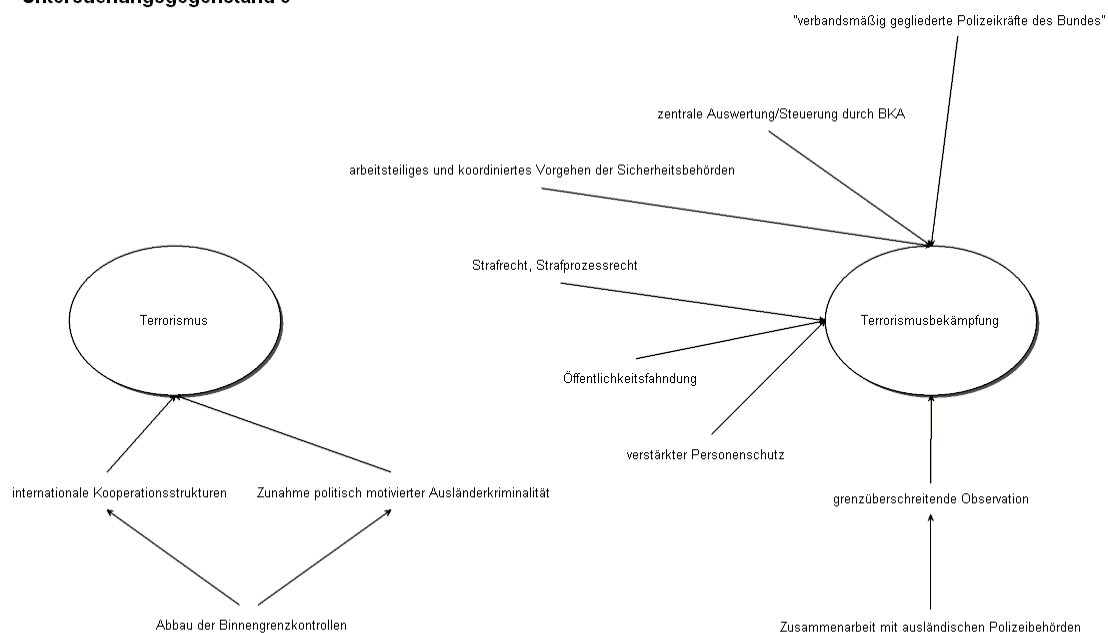 "verbandsmäßig gegliederte Polizeikräfte des Bundes"
zentrale Auswertung/Steuerung durch BKA
arbeitsteiliges und koordiniertes Vorgehen der Sicherheitsbehörden
Strafrecht, Strafprozessrecht
Terrorismus
Terrorismusbekämpfung
Öffentlichkeitsfahndung
verstärkter Personenschutz
internationale Kooperationsstrukturen
Zunahme politisch motivierter Ausländerkriminalität
grenzüberschreitende Observation
Abbau der Binnengrenzkontrollen
Zusammenarbeit mit ausländischen Polizeibehörden